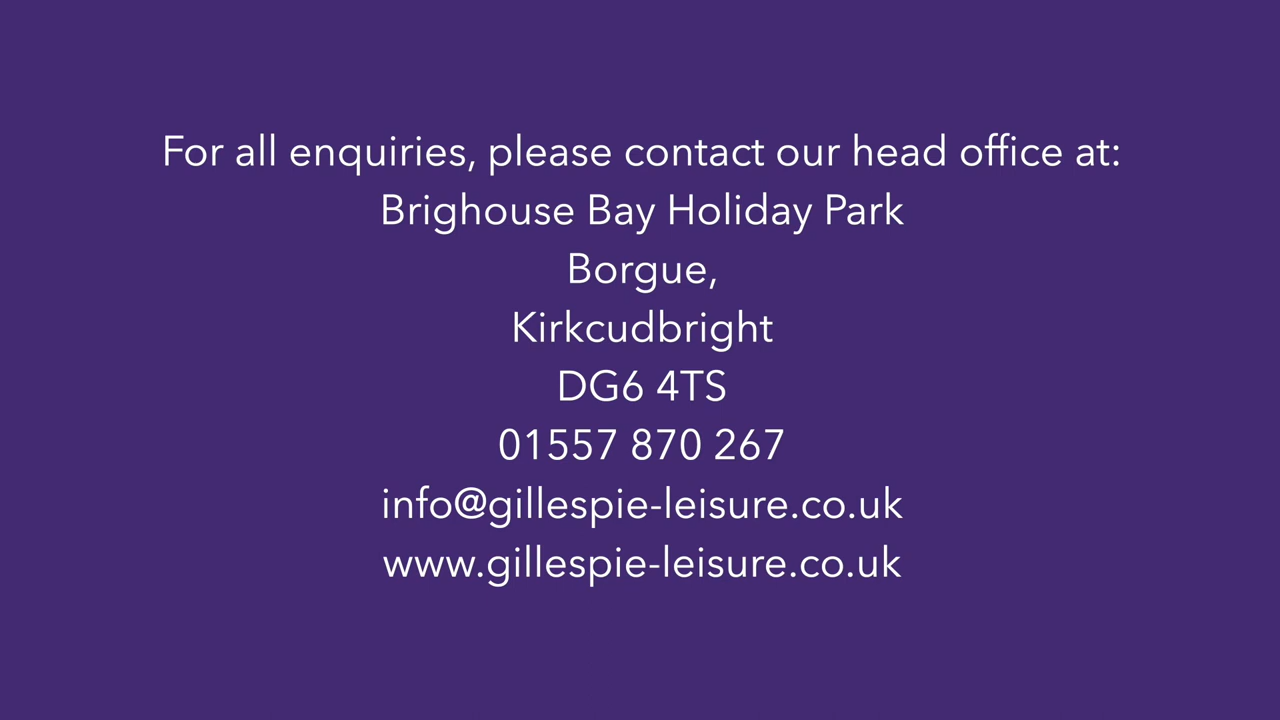 For all enquiries, please contact our head office at:
Brighouse Bay Holiday Park
Borgue,
Kirkcudbright
DG6 4TS
01557 870 267
info@gillespie-leisure.co.uk
www.gillespie-leisure.co.uk